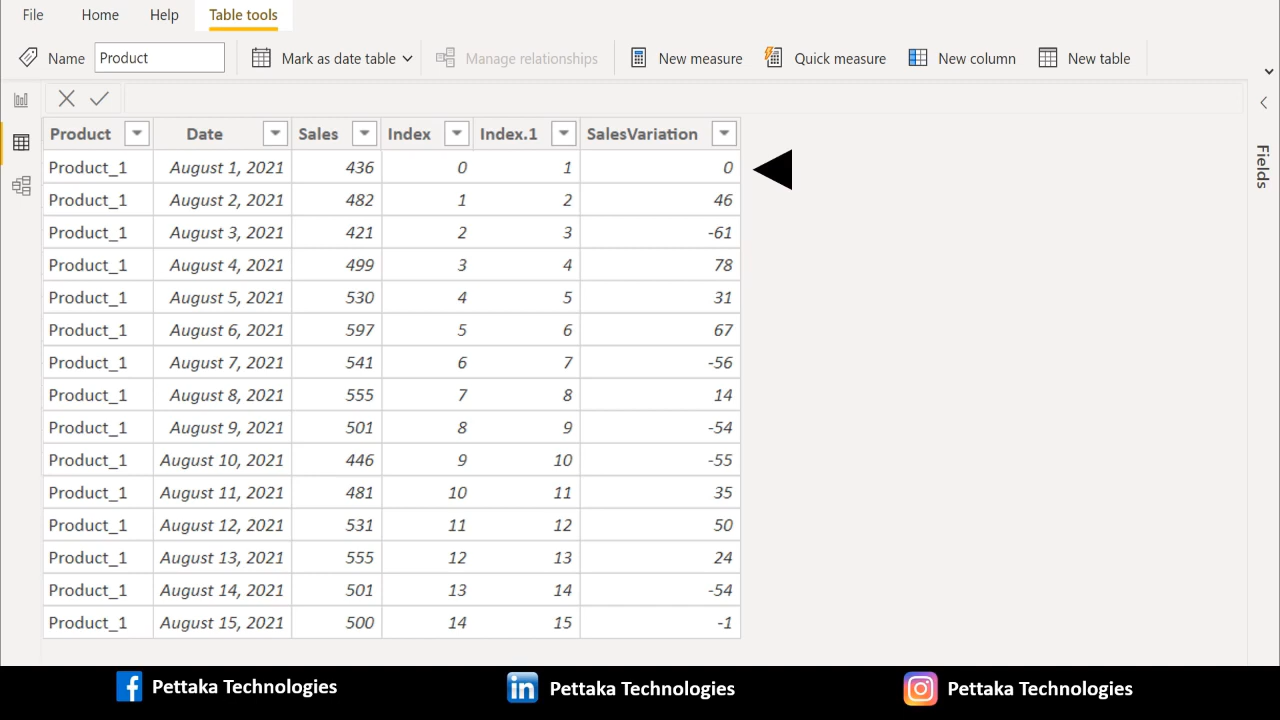 File Home Help Table tools
Name Product Mark as date table Manage relationships New measure Quick measure New column New table
Product Date Sales Index Index.1 SalesVariation
Product_1 August 1, 2021 436 0 1 0
Product_1 August 2, 2021 482 1 2 46
Product_1 August 3, 2021 421 2 3 -61
Product_1 August 4, 2021 499 3 4 78
Product_1 August 5, 2021 530 4 5 31
Product_1 August 6, 2021 597 5 6 67
Product_1 August 7, 2021 541 6 7 -56
Product_1 August 8, 2021 555 7 8 14
Product_1 August 9, 2021 501 8 9 -54
Product_1 August 10, 2021 446 9 10 -55
Product_1 August 11, 2021 481 10 11 35
Product_1 August 12, 2021 531 11 12 50
Product_1 August 13, 2021 555 12 13 24
Product_1 August 14, 2021 501 13 14 -54
Product_1 August 15, 2021 500 14 15 -1
Fields
Pettaka Technologies Pettaka Technologies Pettaka Technologies